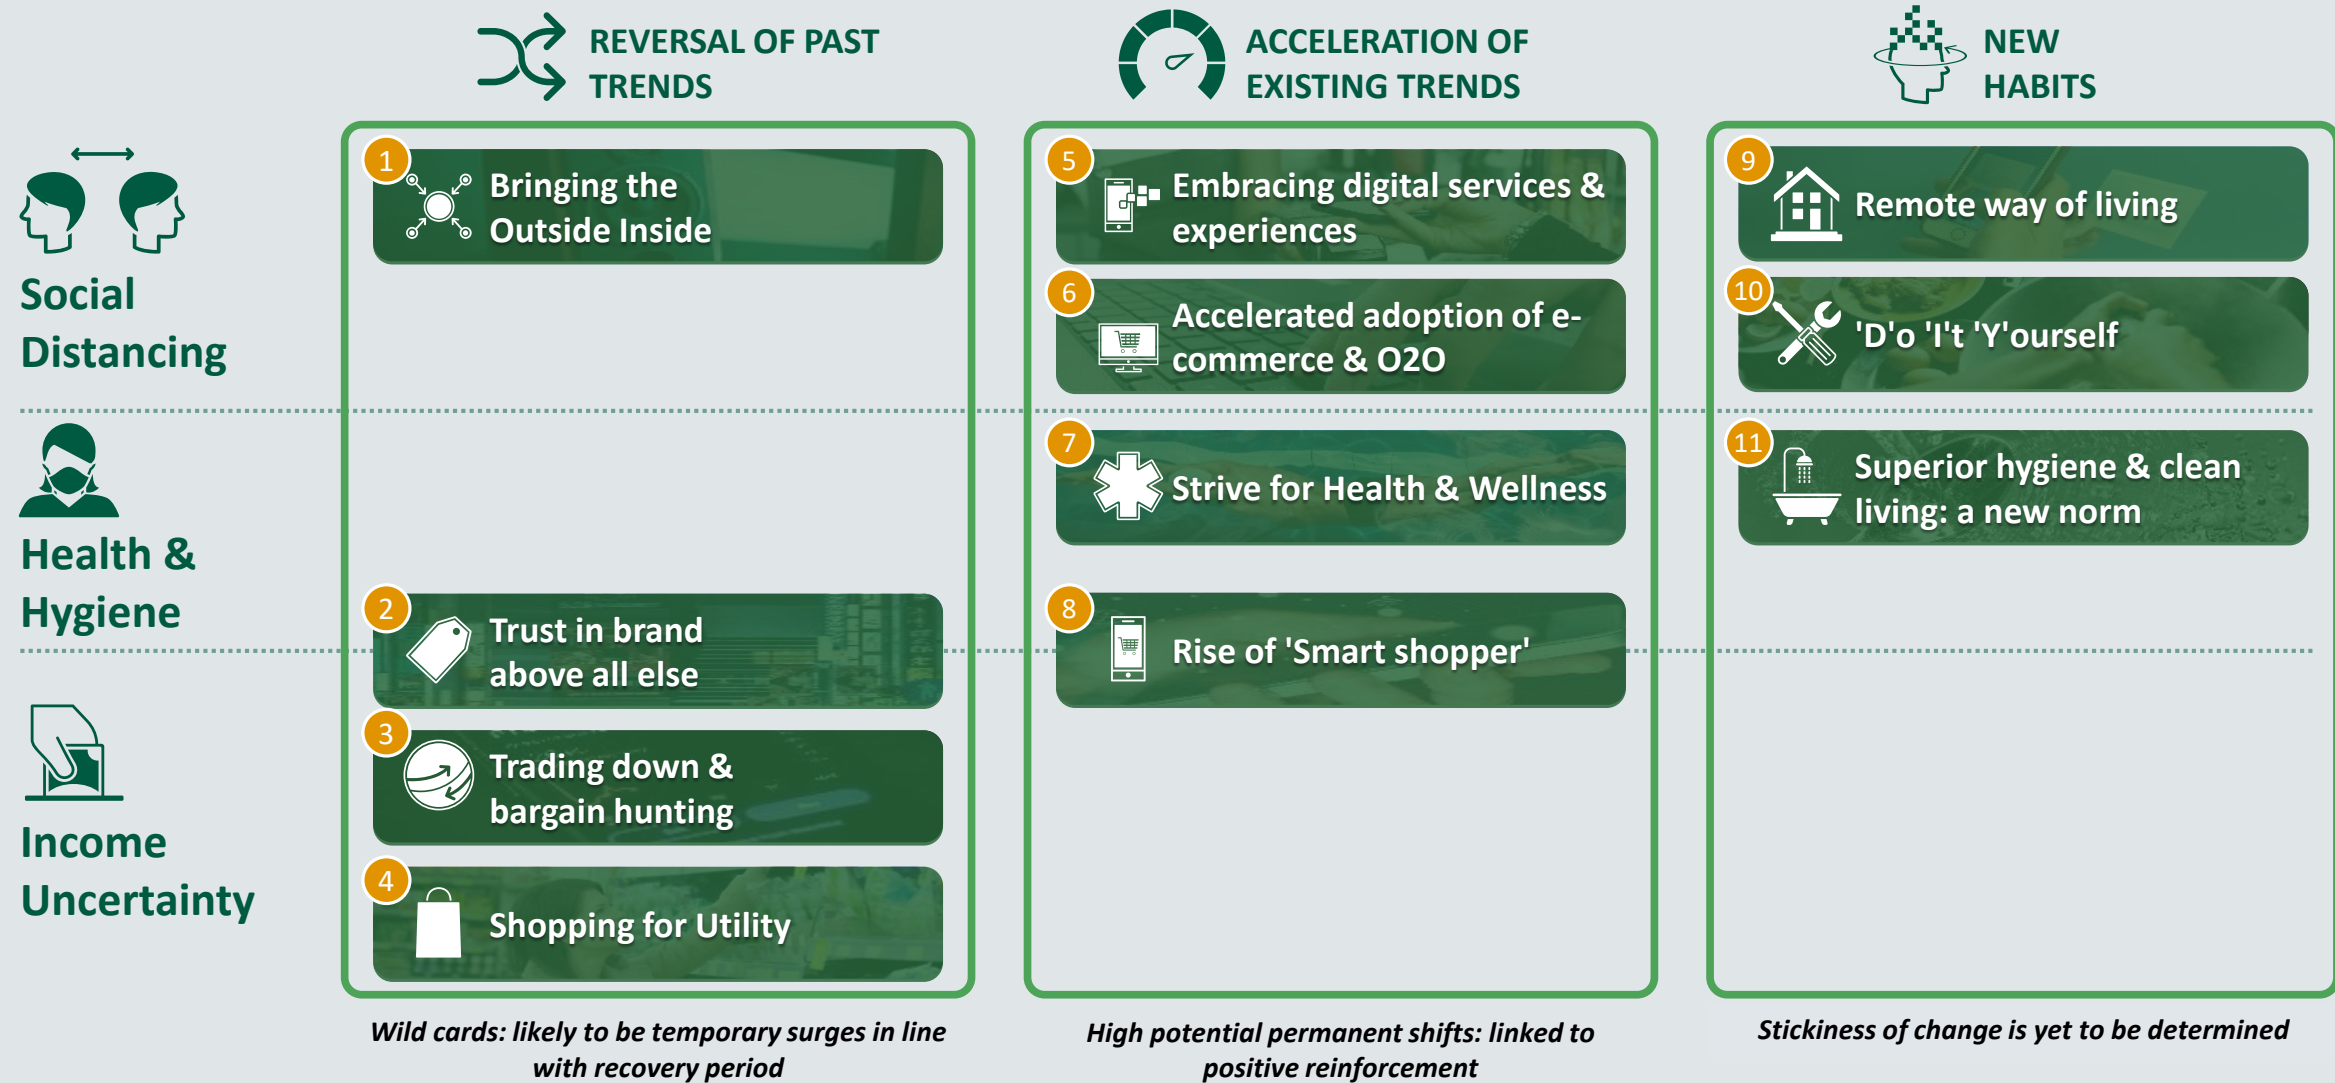 REVERSAL OF PAST
TRENDS
ACCELERATION OF
EXISTING TRENDS
NEW
HABITS
Social
Distancing
1
Bringing the
Outside Inside
5
Embracing digital services &
experiences
6
Accelerated adoption of e-
commerce & O2O
9
Remote way of living
10
'D'o 'I't 'Y'ourself
Health &
Hygiene
7
Strive for Health & Wellness
11
Superior hygiene & clean
living: a new norm
2
Trust in brand
above all else
8
Rise of 'Smart shopper'
Income
Uncertainty
3
Trading down &
bargain hunting
4
Shopping for Utility
Wild cards: likely to be temporary surges in line
with recovery period
High potential permanent shifts: linked to
positive reinforcement
Stickiness of change is yet to be determined